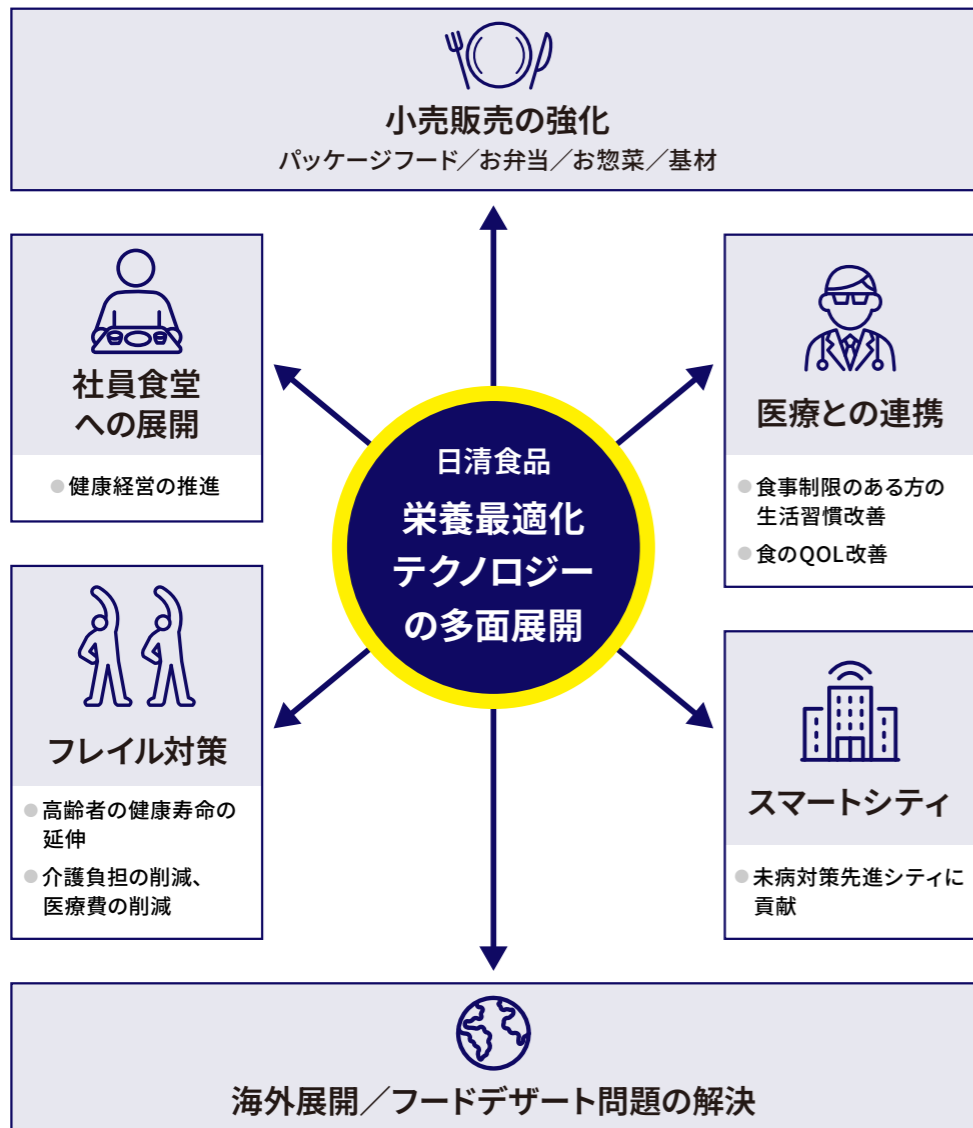 小売販売の強化
パッケージフード／お弁当／お惣菜／基材
社員食堂
への展開
●健康経営の推進
医療との連携
●食事制限のある方の
生活習慣改善
●食のQOL改善
日清食品
栄養最適化
テクノロジー
の多面展開
フレイル対策
●高齢者の健康寿命の
延伸
●介護負担の削減、
医療費の削減
スマートシティ
●未病対策先進シティに
貢献
海外展開／フードデザート問題の解決